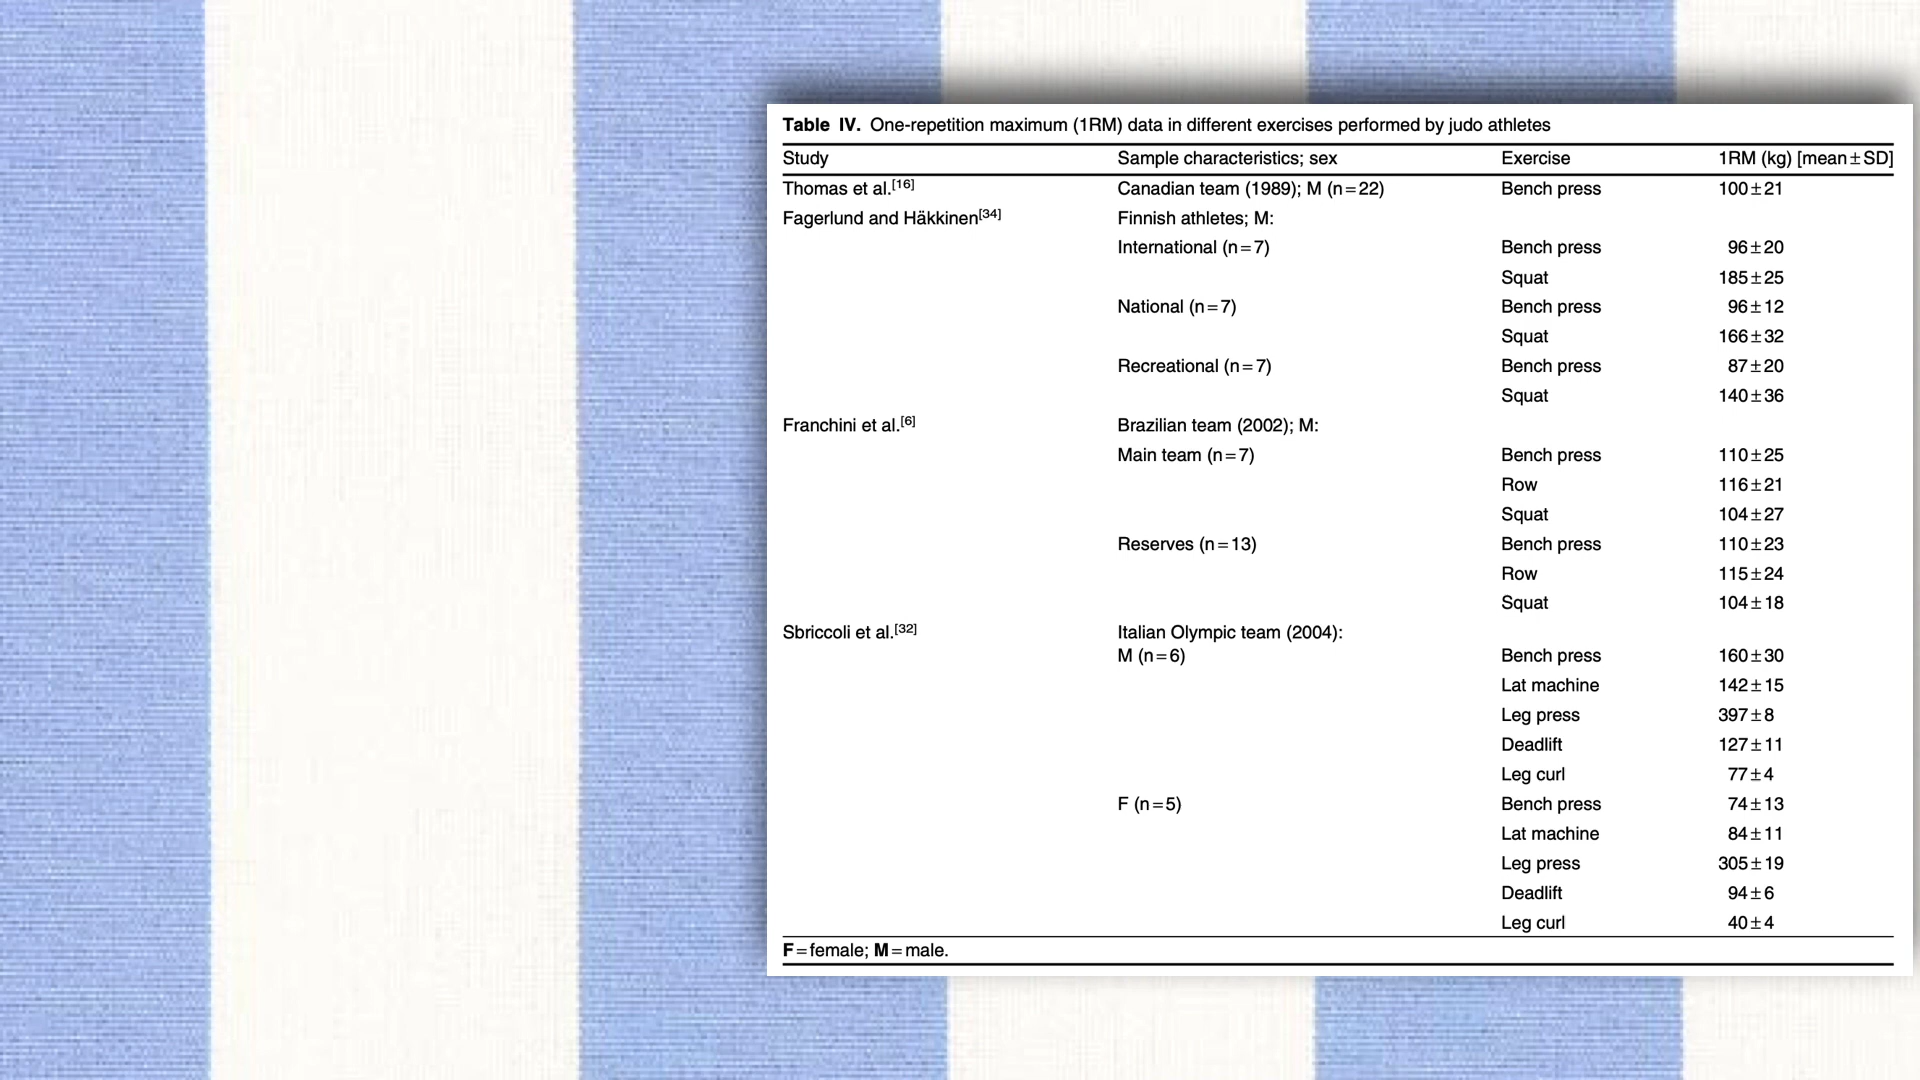 Table IV. One-repetition maximum (1RM) data in different exercises performed by judo athletes
Study Sample characteristics; sex Exercise 1RM (kg) [mean±SD]
Thomas et al.[16] Canadian team (1989); M (n=22) Bench press 100±21
Fagerlund and Häkkinen[34] Finnish athletes; M:
International (n=7) Bench press 96±20
Squat 185±25
National (n=7) Bench press 96±12
Squat 166±32
Recreational (n=7) Bench press 87±20
Squat 140±36
Franchini et al.[6] Brazilian team (2002); M:
Main team (n=7) Bench press 110±25
Row 116±21
Squat 104±27
Reserves (n=13) Bench press 110±23
Row 115±24
Squat 104±18
Sbriccoli et al.[32] Italian Olympic team (2004):
M (n=6) Bench press 160±30
Lat machine 142±15
Leg press 397±8
Deadlift 127±11
Leg curl 77±4
F (n=5) Bench press 74±13
Lat machine 84±11
Leg press 305±19
Deadlift 94±6
Leg curl 40±4
F=female; M=male.